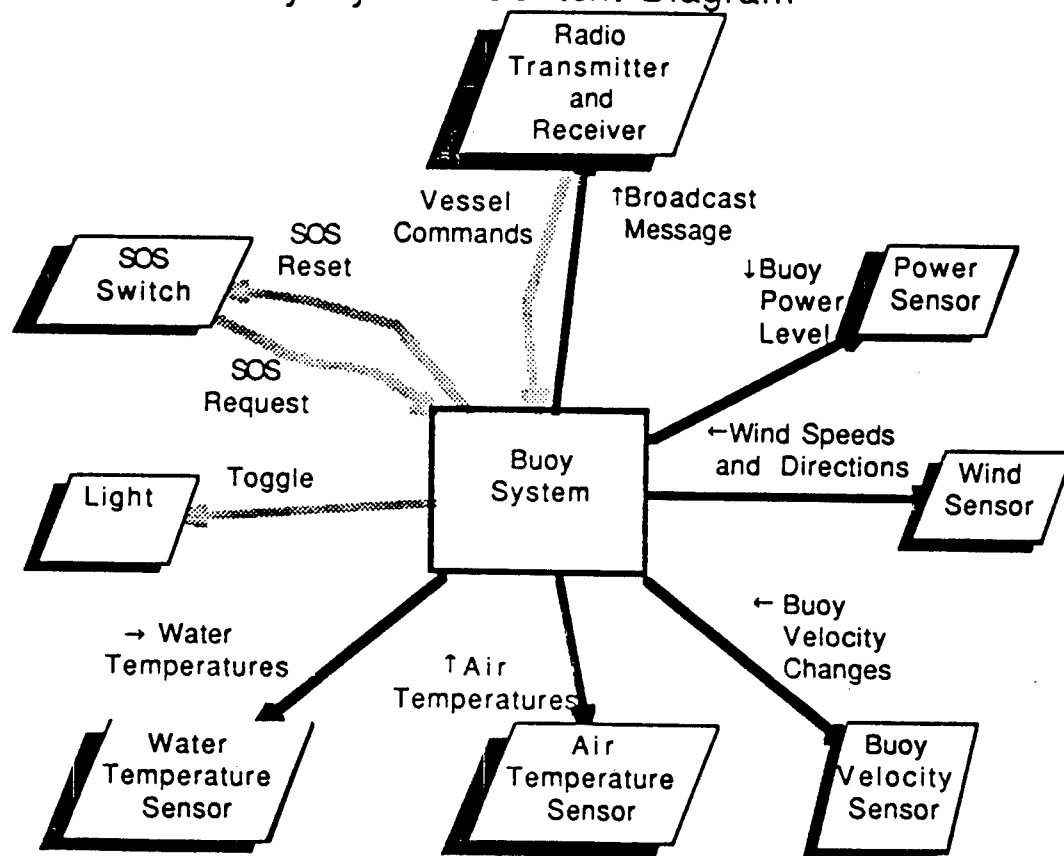 Diagram
Radio
Transmitter
and
Receiver
Vessel
Commands
↑Broadcast
Message
SOS
Switch
SOS
Reset
SOS
Request
↓Buoy
Power
Level
Power
Sensor
Light
Toggle
Buoy
System
←Wind Speeds
and Directions
Wind
Sensor
→ Water
Temperatures
↑Air
Temperatures
← Buoy
Velocity
Changes
Water
Temperature
Sensor
Air
Temperature
Sensor
Buoy
Velocity
Sensor